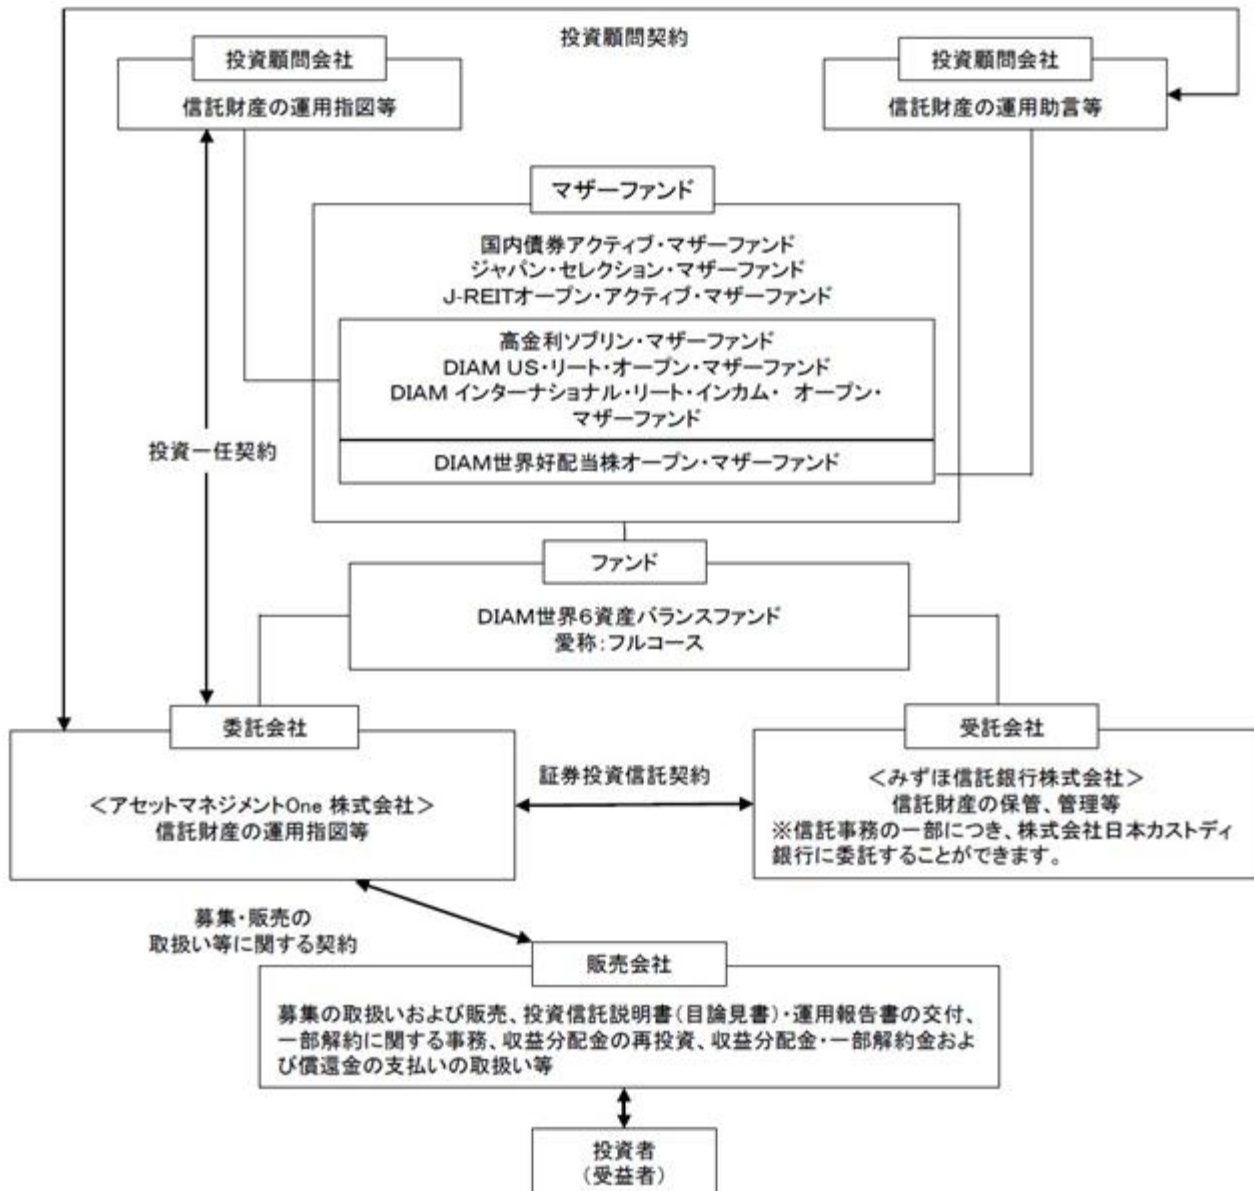 投資顧問契約
投資顧問会社
信託財産の運用指図等
投資顧問会社
信託財産の運用助言等
マザーファンド
国内債券アクティブ・マザーファンド
ジャパン・セレクション・マザーファンド
J-REITオープン・アクティブ・マザーファンド
高金利ソブリン・マザーファンド
DIAM US・リート・オープン・マザーファンド
DIAM インターナショナル・リート・インカム・ オープン・
マザーファンド
DIAM世界好配当株オープン・マザーファンド
投資一任契約
ファンド
DIAM世界6資産バランスファンド
愛称:フルコース
委託会社
<アセットマネジメントOne 株式会社>
信託財産の運用指図等
証券投資信託契約
受託会社
<みずほ信託銀行株式会社>
信託財産の保管、管理等
※信託事務の一部につき、株式会社日本カストディ
銀行に委託することができます。
募集・販売の
取扱い等に関する契約
販売会社
募集の取扱いおよび販売、投資信託説明書(目論見書)・運用報告書の交付、
一部解約に関する事務、収益分配金の再投資、収益分配金・一部解約金およ
び償還金の支払いの取扱い等
投資者
(受益者)